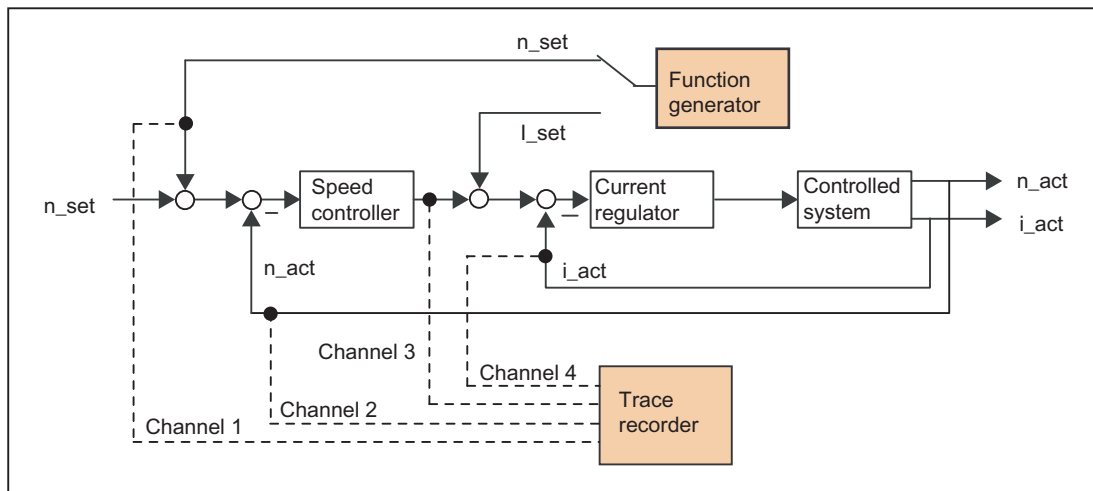 n_set
Function
generator
I_set
Speed
controller
Current
regulator
Controlled
system
n_act
n_set
i_act
n_act
i_act
Channel 3
Channel 4
Trace
recorder
Channel 2
Channel 1